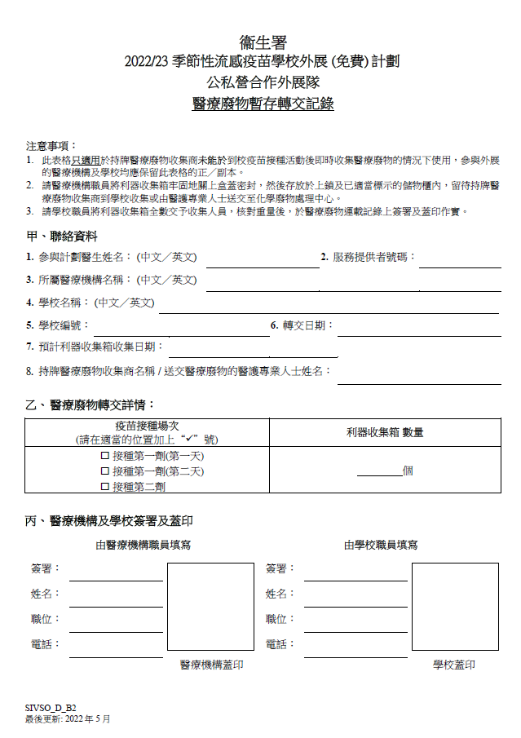 衞生署
2022/23 季節性流感疫苗學校外展 (免費) 計劃
公私營合作外展隊
醫療廢物暫存轉交記錄
注意事項：
1. 此表格只適用於持牌醫療廢物收集商未能於到校疫苗接種活動後即時收集醫療廢物的情況下使用，參與外展
的醫療機構及學校均應保留此表格的正／副本。
2. 請醫療機構職員將利器收集箱牢固地關上盒蓋密封，然後存放於上鎖及已適當標示的儲物櫃內，留待持牌醫
療廢物收集商到學校收集或由醫護專業人士送交至化學廢物處理中心。
3. 請學校職員將利器收集箱全數交予收集人員，核對重量後，於醫療廢物運載記錄上簽署及蓋印作實。
甲、聯絡資料
1. 參與計劃醫生姓名：(中文／英文) 2. 服務提供者號碼：
3. 所屬醫療機構名稱：(中文／英文)
4. 學校名稱：(中文／英文)
5. 學校編號： 6. 轉交日期：
7. 預計利器收集箱收集日期：
8. 持牌醫療廢物收集商名稱 / 送交醫療廢物的醫護專業人士姓名：
乙、醫療廢物轉交詳情：
疫苗接種場次
(請在適當的位置加上“✓”號)
利器收集箱 數量
□ 接種第一劑(第一天)
□ 接種第一劑(第二天)
□ 接種第二劑
________個
丙、醫療機構及學校簽署及蓋印
由醫療機構職員填寫 由學校職員填寫
簽署： 簽署：
姓名： 姓名：
職位： 職位：
電話： 電話：
醫療機構蓋印 學校蓋印
SIVSO_D_B2
最後更新: 2022 年 5 月